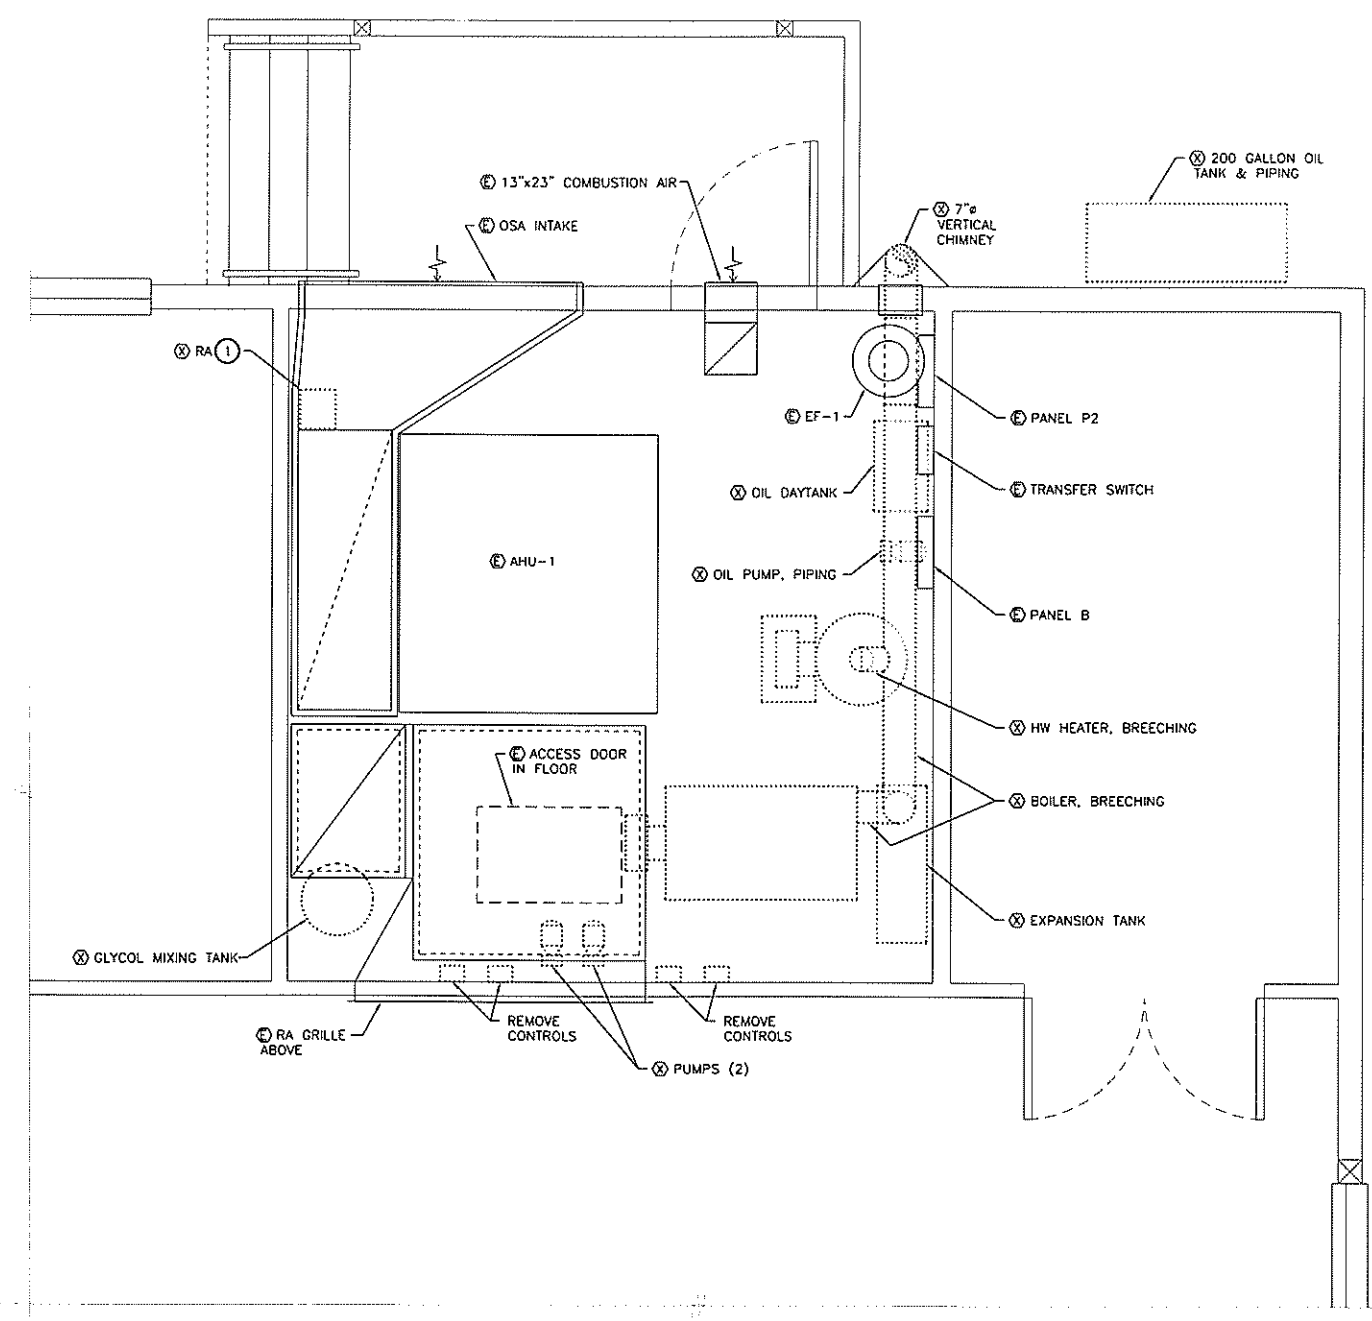 Ⓧ 200 GALLON OIL
TANK & PIPING
Ⓔ 13"x23" COMBUSTION AIR
Ⓧ 7"ø
VERTICAL
CHIMNEY
Ⓔ OSA INTAKE
Ⓧ RA 1
Ⓔ EF-1
Ⓔ PANEL P2
Ⓧ OIL DAYTANK
Ⓔ TRANSFER SWITCH
Ⓔ AHU-1
Ⓧ OIL PUMP, PIPING
Ⓔ PANEL B
Ⓧ HW HEATER, BREECHING
Ⓔ ACCESS DOOR
IN FLOOR
Ⓧ BOILER, BREECHING
Ⓧ EXPANSION TANK
Ⓧ GLYCOL MIXING TANK
Ⓔ RA GRILLE
ABOVE
REMOVE
CONTROLS
REMOVE
CONTROLS
Ⓧ PUMPS (2)